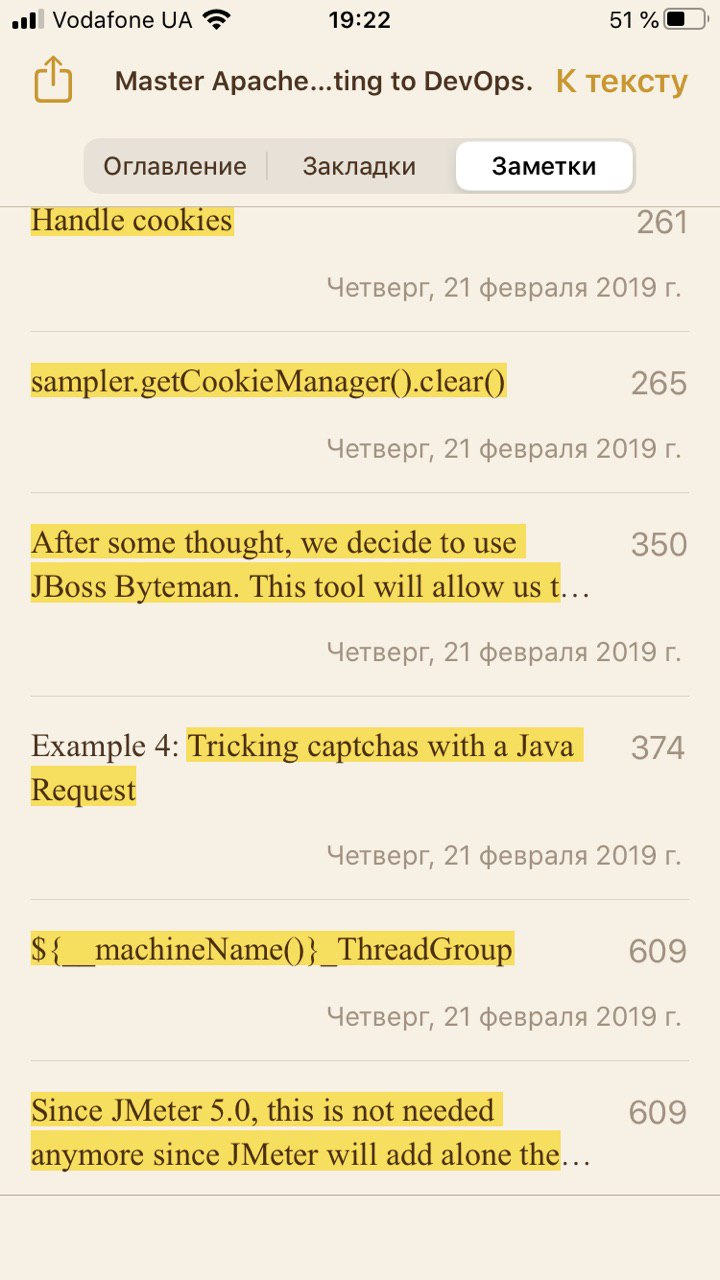 Vodafone UA 19:22 51 %
Master Apache...ting to DevOps. К тексту
Оглавление Закладки Заметки
Handle cookies 261
Четверг, 21 февраля 2019 г.
sampler.getCookieManager().clear() 265
Четверг, 21 февраля 2019 г.
After some thought, we decide to use 350
JBoss Byteman. This tool will allow us t…
Четверг, 21 февраля 2019 г.
Example 4: Tricking captchas with a Java 374
Request
Четверг, 21 февраля 2019 г.
${__machineName()}_ThreadGroup 609
Четверг, 21 февраля 2019 г.
Since JMeter 5.0, this is not needed 609
anymore since JMeter will add alone the…